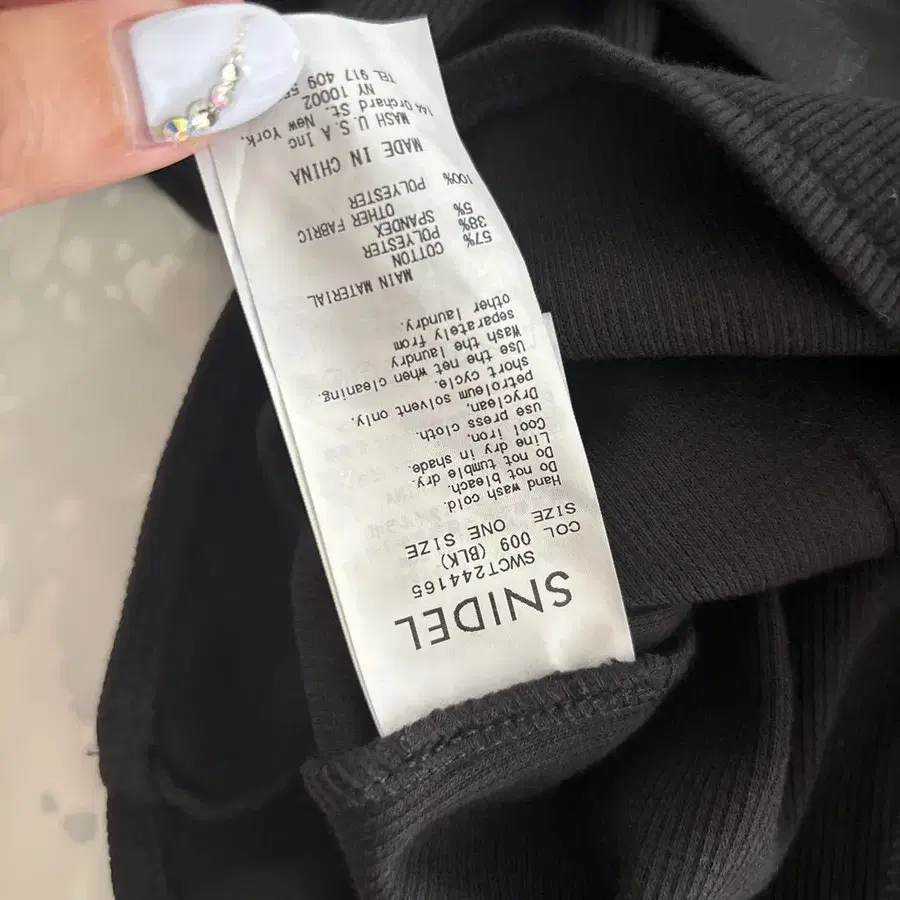 SNIDEL
SWCT244165
COL 009 (BLK)
SIZE ONE SIZE
Hand wash cold.
Do not bleach.
Do not tumble dry.
Line dry in shade.
Cool iron,
use press cloth.
Dryclean,
petroleum solvent only,
short cycle.
Use the net when cleaning.
Wash the laundry
separately from
other laundry.
MAIN MATERIAL
57% COTTON
38% POLYESTER
5% SPANDEX
OTHER FABRIC
100% POLYESTER
MADE IN CHINA
MASH U.S.A Inc
Orchard St. New York.
NY 10002
TEL 917 409